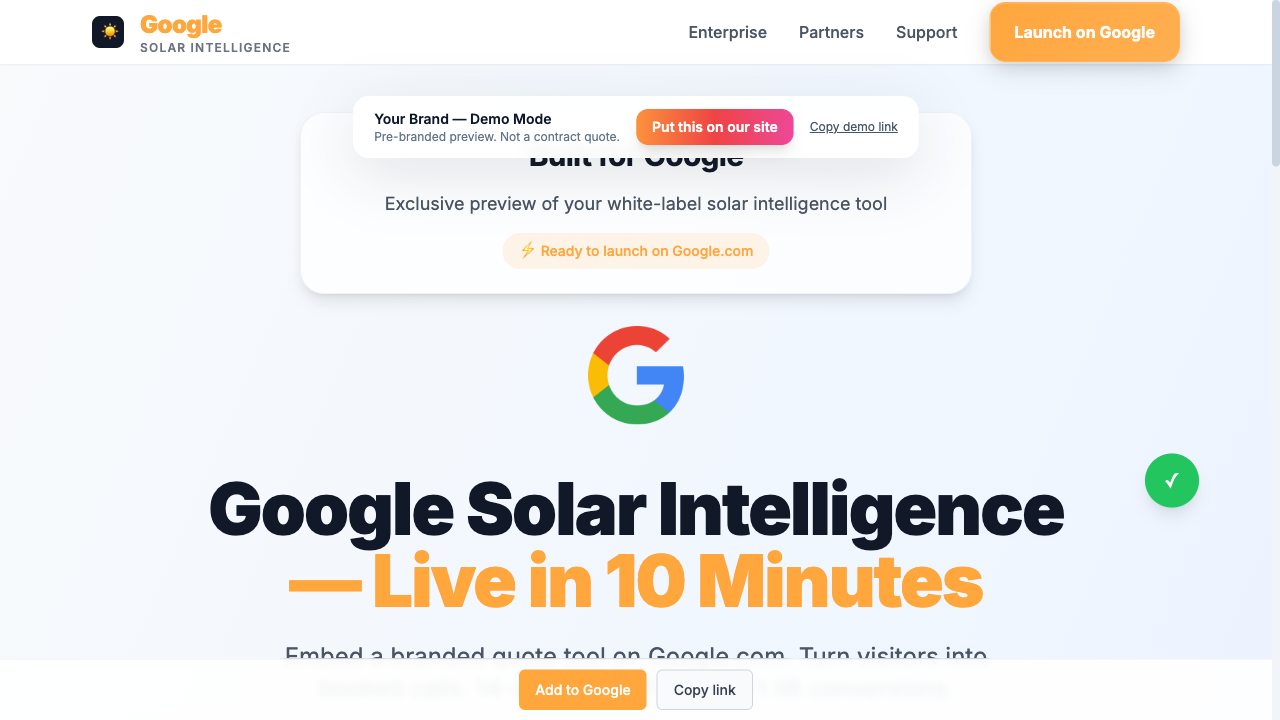 Google
SOLAR INTELLIGENCE
Enterprise
Partners
Support
Launch on Google
Your Brand — Demo Mode
Pre-branded preview. Not a contract quote.
Put this on our site
Copy demo link
Built for Google
Exclusive preview of your white-label solar intelligence tool
⚡ Ready to launch on Google.com
Google Solar Intelligence
— Live in 10 Minutes
Embed a branded quote tool on Google.com. Turn visitors into
Add to Google
Copy link